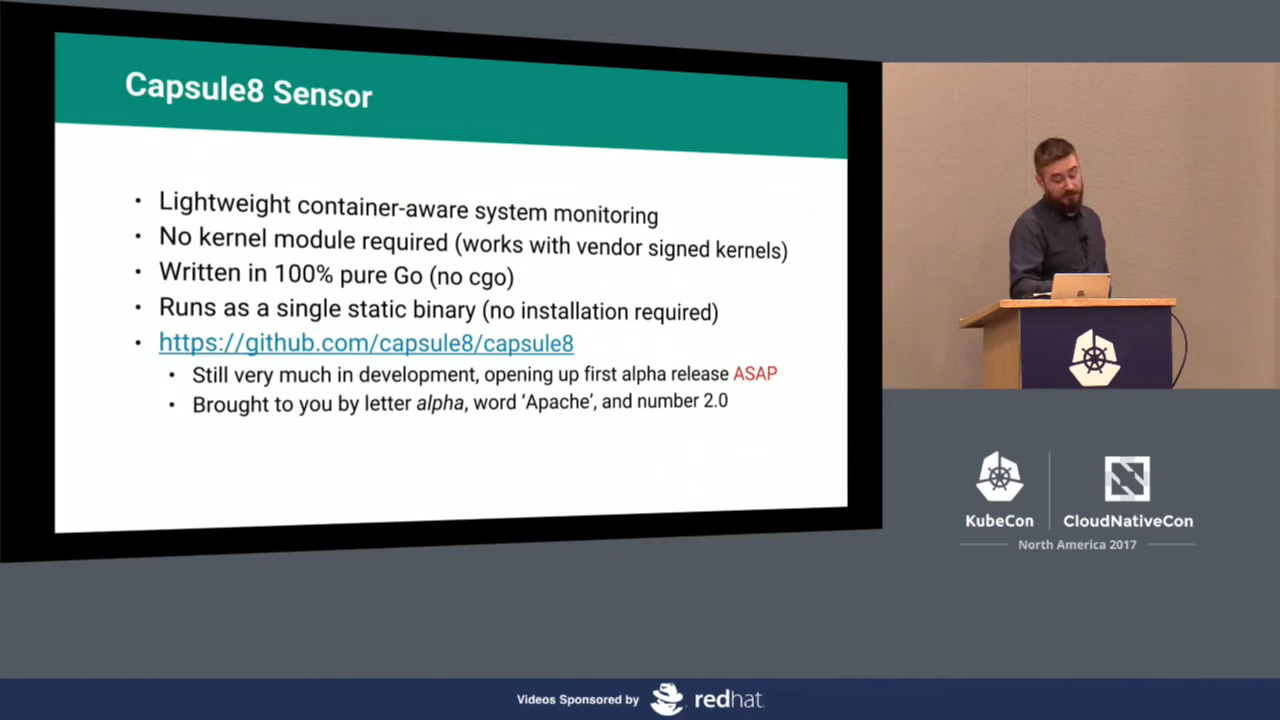 Capsule8 Sensor
• Lightweight container-aware system monitoring
• No kernel module required (works with vendor signed kernels)
• Written in 100% pure Go (no cgo)
• Runs as a single static binary (no installation required)
• https://github.com/capsule8/capsule8
• Still very much in development, opening up first alpha release ASAP
• Brought to you by letter alpha, word ‘Apache’, and number 2.0
KubeCon
CloudNativeCon
North America 2017
Videos Sponsored by
redhat.